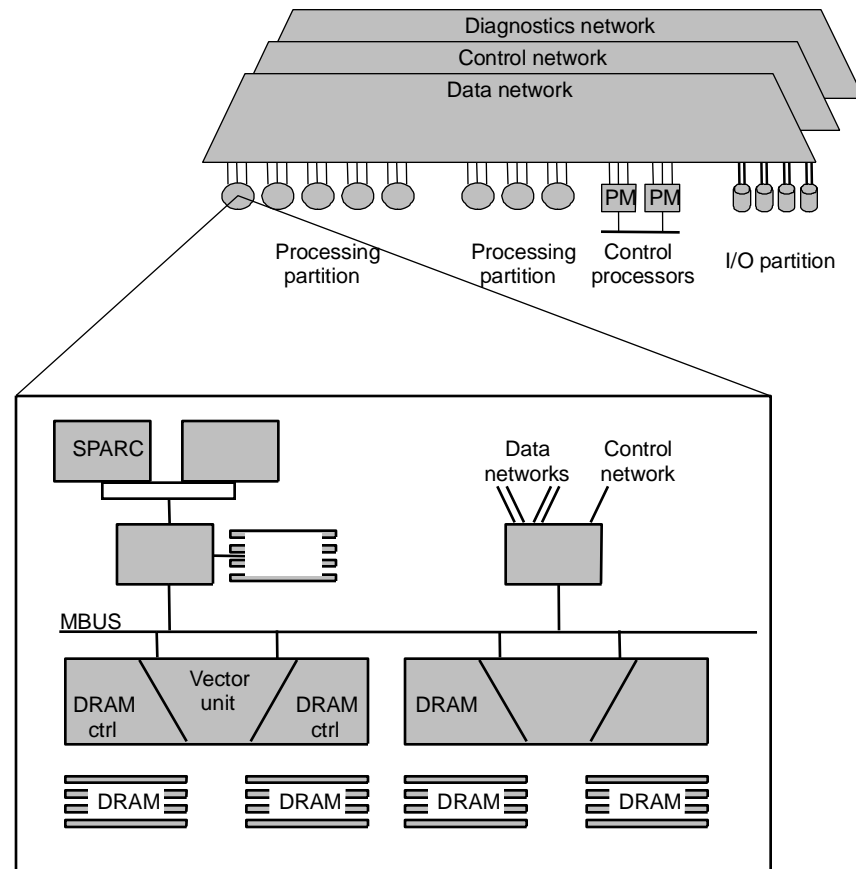 Diagnostics network
Control network
Data network
PM PM
Processing partition
Processing partition
Control processors
I/O partition
SPARC
Data networks
Control network
MBUS
DRAM ctrl
Vector unit
DRAM ctrl
DRAM
DRAM
DRAM
DRAM
DRAM